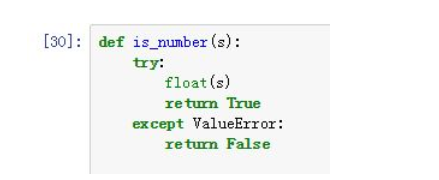 [30]: def is_number(s):
    try:
        float(s)
        return True
    except ValueError:
        return False